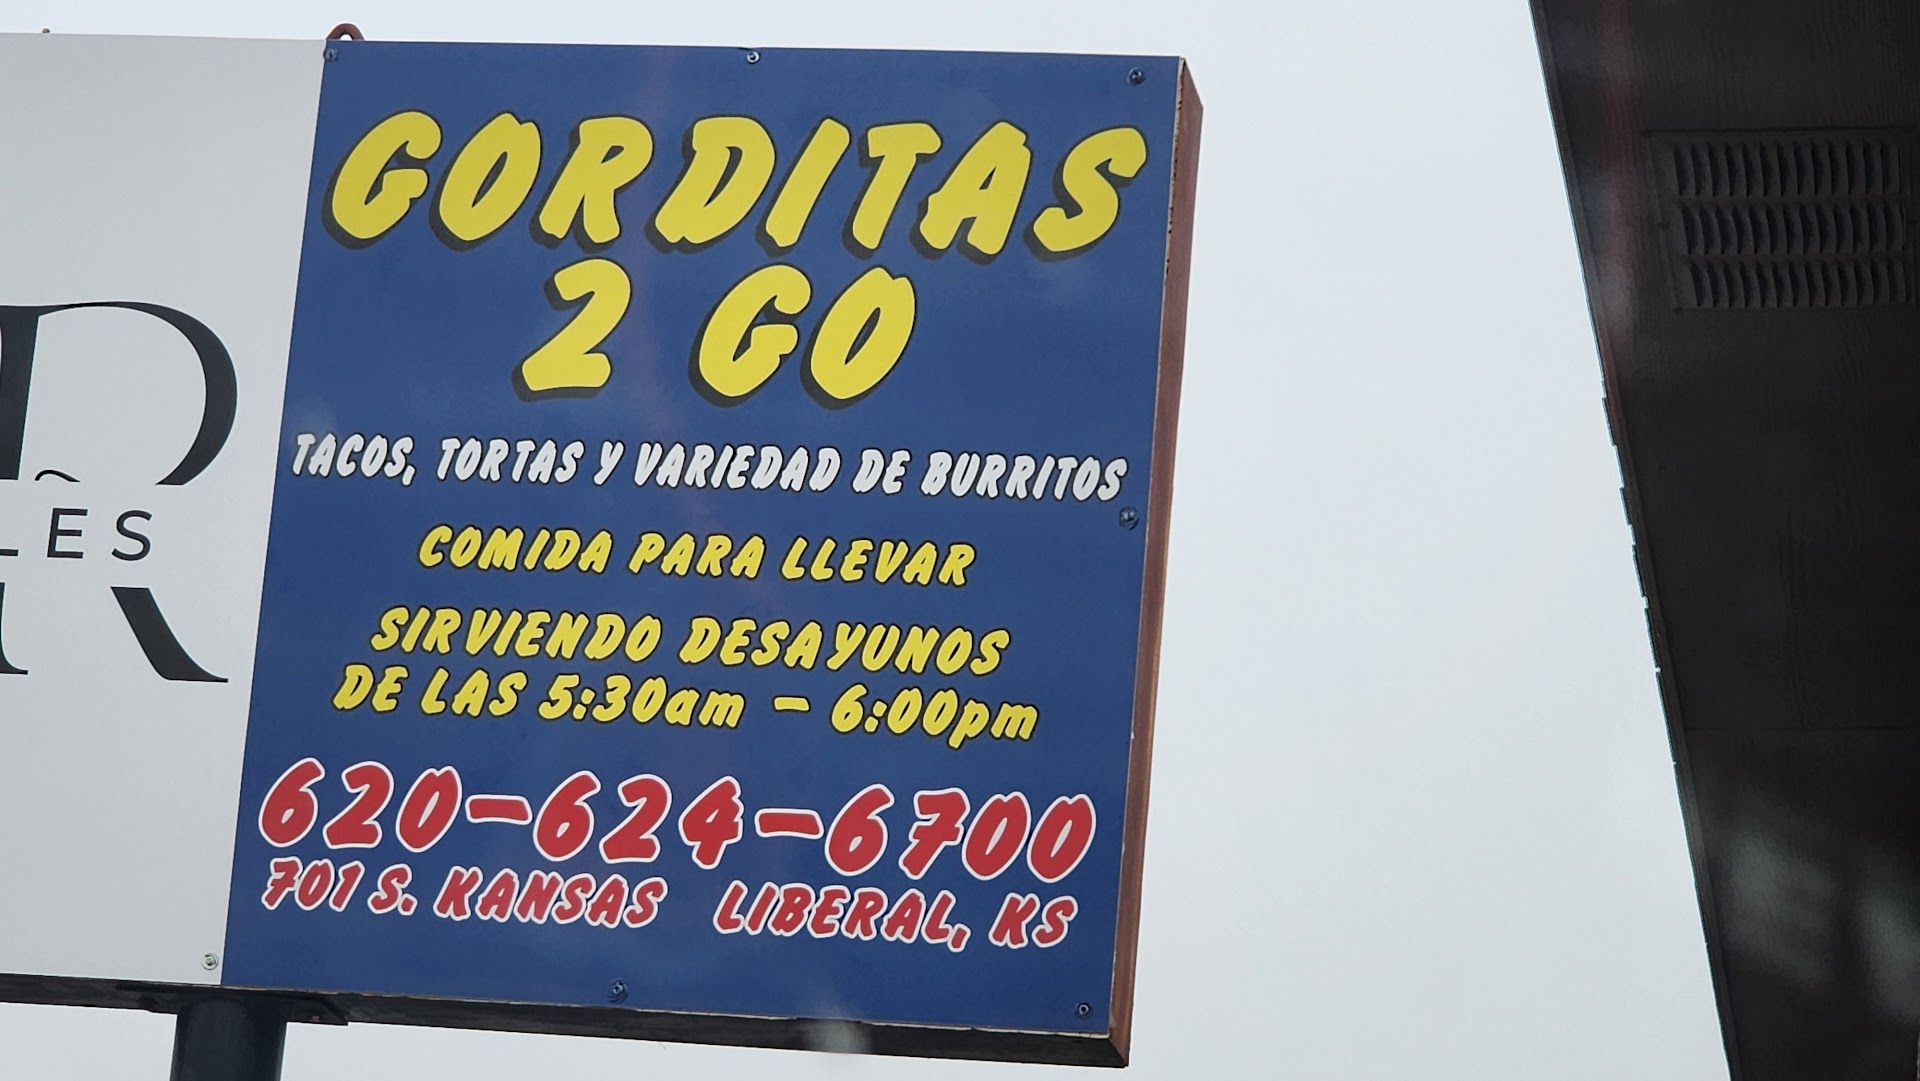 GORDITAS
2 GO
TACOS, TORTAS Y VARIEDAD DE BURRITOS
COMIDA PARA LLEVAR
SIRVIENDO DESAYUNOS
DE LAS 5:30am - 6:00pm
620-624-6700
701 S. KANSAS LIBERAL, KS